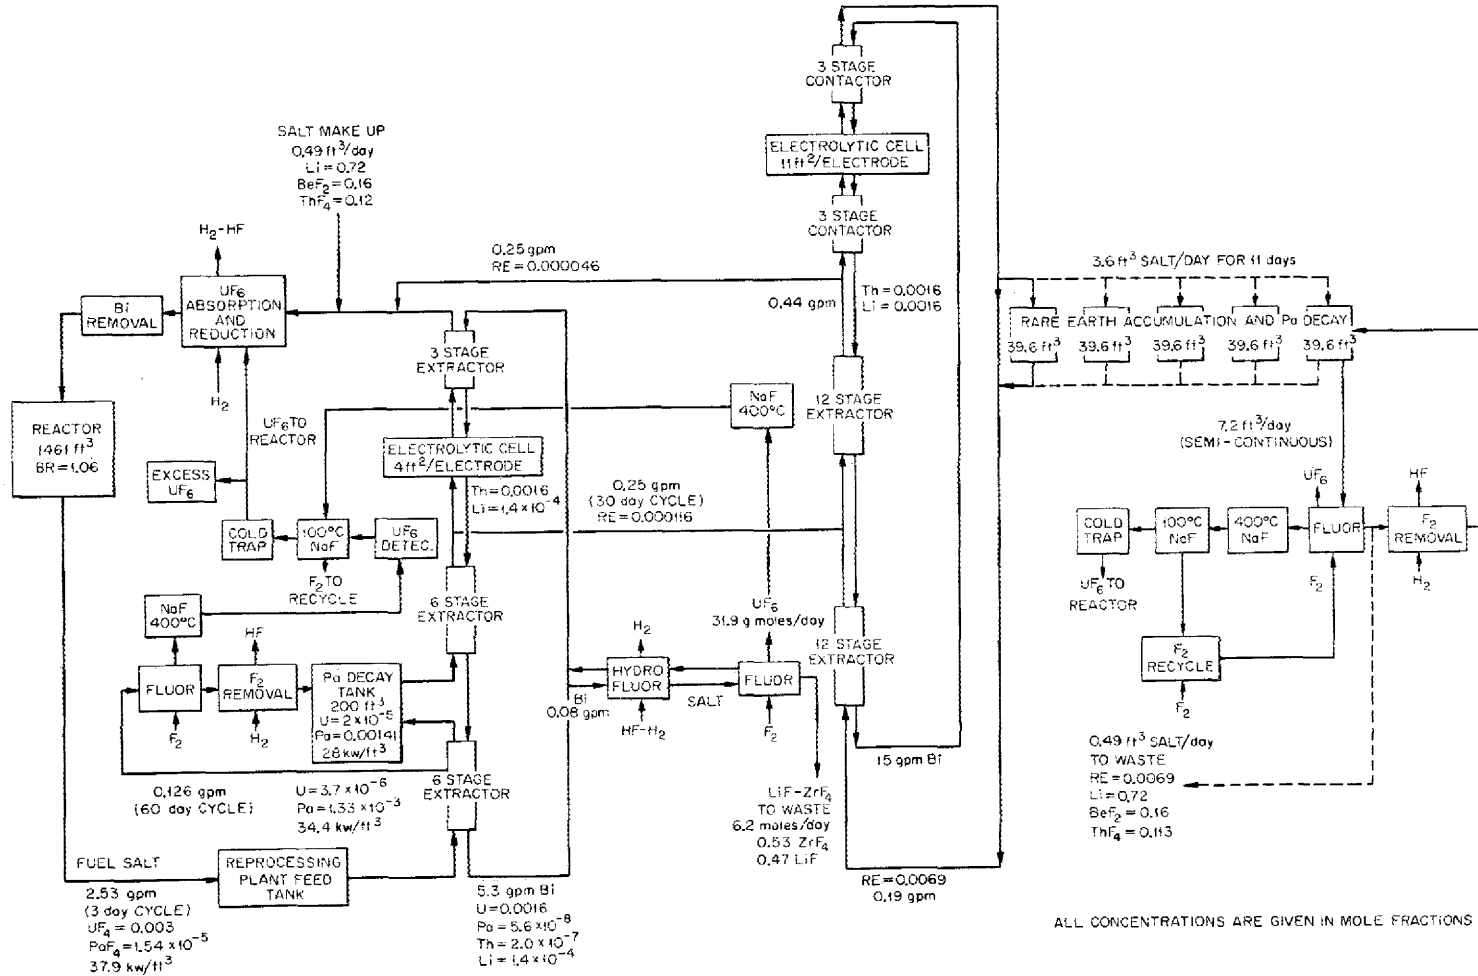 3 STAGE
CONTACTOR
ELECTROLYTIC CELL
11 ft²/ELECTRODE
3 STAGE
CONTACTOR
SALT MAKE UP
0.49 ft³/day
Li = 0.72
BeF₂ = 0.16
ThF₄ = 0.12
H₂-HF
0.25 gpm
RE = 0.000046
Bi
REMOVAL
UF₆
ABSORPTION
AND
REDUCTION
H₂
3 STAGE
EXTRACTOR
0.44 gpm
Th = 0.0016
Li = 0.0016
3.6 ft³ SALT/DAY FOR 11 days
RARE EARTH ACCUMULATION AND Pa DECAY
39.6 ft³ 39.6 ft³ 39.6 ft³ 39.6 ft³ 39.6 ft³
REACTOR
1461 ft³
BR = 1.06
UF₆ TO
REACTOR
EXCESS
UF₆
ELECTROLYTIC CELL
4 ft²/ELECTRODE
Th = 0.0016
Li = 1.4 × 10⁻⁴
NaF
400°C
12 STAGE
EXTRACTOR
0.25 gpm
(30 day CYCLE)
RE = 0.000116
7.2 ft³/day
(SEMI-CONTINUOUS)
COLD
TRAP
100°C
NaF
UF₆
DETEC.
F₂ TO
RECYCLE
UF₆
HF
COLD
TRAP
100°C
NaF
400°C
NaF
FLUOR
F₂
REMOVAL
UF₆ TO
REACTOR
F₂
H₂
F₂
RECYCLE
F₂
NaF
400°C
6 STAGE
EXTRACTOR
HF
FLUOR
F₂
REMOVAL
F₂
H₂
Pa DECAY
TANK
200 ft³
U = 2 × 10⁻⁵
Pa = 0.00141
28 kw/ft³
UF₆
31.9 g moles/day
H₂
HYDRO
FLUOR
FLUOR
Bi
0.08 gpm
SALT
HF-H₂
F₂
12 STAGE
EXTRACTOR
15 gpm Bi
0.126 gpm
(60 day CYCLE)
U = 3.7 × 10⁻⁶
Pa = 1.33 × 10⁻³
34.4 kw/ft³
6 STAGE
EXTRACTOR
LiF-ZrF₄
TO WASTE
6.2 moles/day
0.53 ZrF₄
0.47 LiF
0.49 ft³ SALT/day
TO WASTE
RE = 0.0069
Li = 0.72
BeF₂ = 0.16
ThF₄ = 0.113
FUEL SALT
2.53 gpm
(3 day CYCLE)
UF₄ = 0.003
PaF₄ = 1.54 × 10⁻⁵
37.9 kw/ft³
REPROCESSING
PLANT FEED
TANK
5.3 gpm Bi
U = 0.0016
Pa = 5.6 × 10⁻⁸
Th = 2.0 × 10⁻⁷
Li = 1.4 × 10⁻⁴
RE = 0.0069
0.19 gpm
ALL CONCENTRATIONS ARE GIVEN IN MOLE FRACTIONS